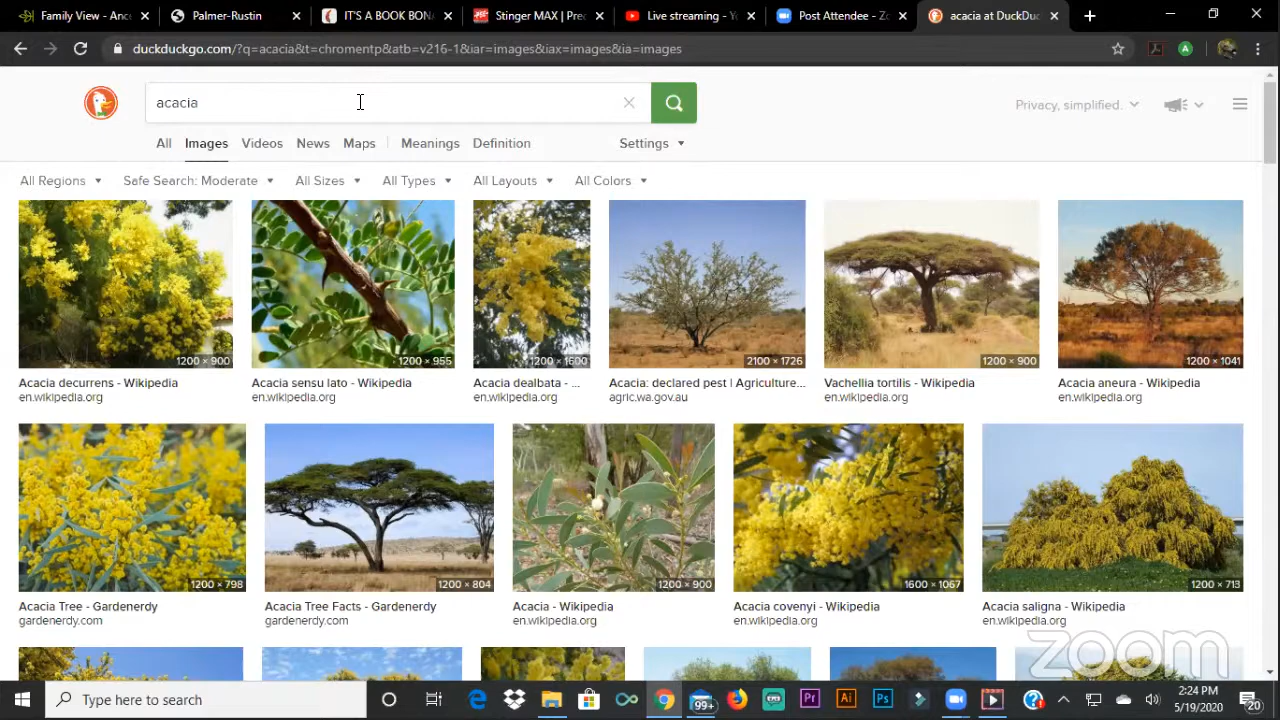 Family View - Anc
Palmer-Rustin
IT'S A BOOK BONA
Stinger MAX | Pre
Live streaming - Yo
Post Attendee - Zo
acacia at DuckDuc
duckduckgo.com/?q=acacia&t=chromentp&atb=v216-1&iar=images&iax=images&ia=images
acacia
Privacy, simplified.
All Images Videos News Maps Meanings Definition Settings
All Regions Safe Search: Moderate All Sizes All Types All Layouts All Colors
1200 × 900
1200 × 955
1200 × 1600
2100 × 1726
1200 × 900
1200 × 1041
Acacia decurrens - Wikipedia
en.wikipedia.org
Acacia sensu lato - Wikipedia
en.wikipedia.org
Acacia dealbata - ...
en.wikipedia.org
Acacia: declared pest | Agriculture...
agric.wa.gov.au
Vachellia tortilis - Wikipedia
en.wikipedia.org
Acacia aneura - Wikipedia
en.wikipedia.org
1200 × 798
1200 × 804
1200 × 900
1600 × 1067
1200 × 713
Acacia Tree - Gardenerdy
gardenerdy.com
Acacia Tree Facts - Gardenerdy
gardenerdy.com
Acacia - Wikipedia
en.wikipedia.org
Acacia covenyi - Wikipedia
en.wikipedia.org
Acacia saligna - Wikipedia
en.wikipedia.org
zoom
Type here to search
99+
Pr
Ai
Ps
2:24 PM
5/19/2020
20